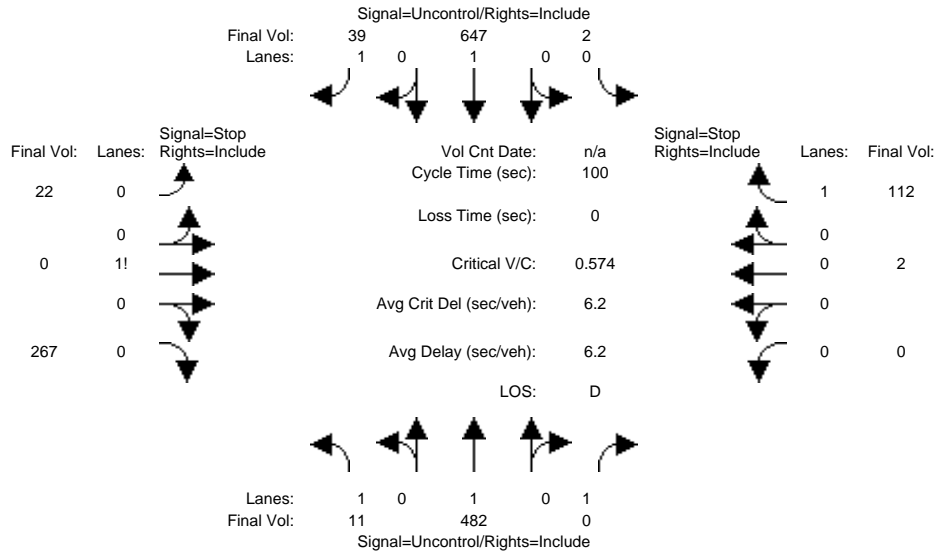 Signal=Uncontrol/Rights=Include
Final Vol: 39 647 2
Lanes: 1 0 1 0 0
Signal=Stop
Final Vol: Lanes: Rights=Include
Vol Cnt Date: n/a
Signal=Stop
Rights=Include Lanes: Final Vol:
Cycle Time (sec): 100
22 0 1 112
Loss Time (sec): 0
0 0
0 1! Critical V/C: 0.574 0 2
0 Avg Crit Del (sec/veh): 6.2 0
267 0 Avg Delay (sec/veh): 6.2 0 0
LOS: D
Lanes: 1 0 1 0 1
Final Vol: 11 482 0
Signal=Uncontrol/Rights=Include